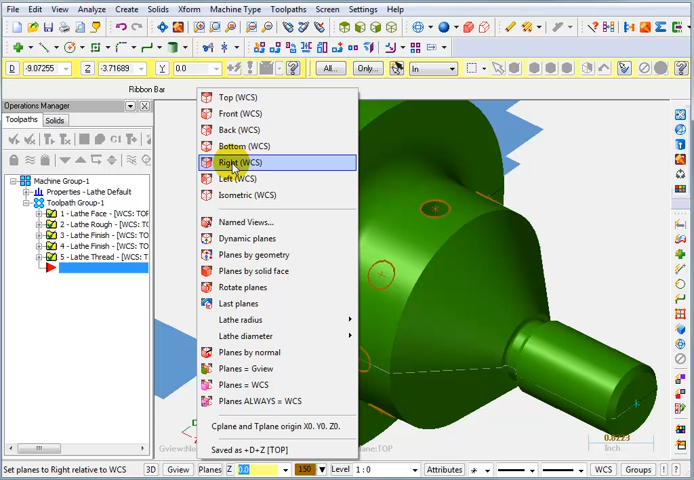 File Edit View Analyze Create Solids Xform Machine Type Toolpaths Screen Settings Help
D -9.07255 Z -3.71689 Y 0.0 All... Only... In
Ribbon Bar
Operations Manager
Toolpaths Solids
Machine Group-1
Properties - Lathe Default
Toolpath Group-1
1 - Lathe Face - [WCS: TOP
2 - Lathe Rough - [WCS: T
3 - Lathe Finish - [WCS: T
4 - Lathe Finish - [WCS: T
5 - Lathe Thread - [WCS: T
Top (WCS)
Front (WCS)
Back (WCS)
Bottom (WCS)
Right (WCS)
Left (WCS)
Isometric (WCS)
Named Views...
Dynamic planes
Planes by geometry
Planes by solid face
Rotate planes
Last planes
Lathe radius
Lathe diameter
Planes by normal
Planes = Gview
Planes = WCS
Planes ALWAYS = WCS
Cplane and Tplane origin X0. Y0. Z0.
Saved as +D+Z [TOP]
Inch
Set planes to Right relative to WCS 3D Gview Planes Z 0.0 150 Level 1 : 0 Attributes WCS Groups ?